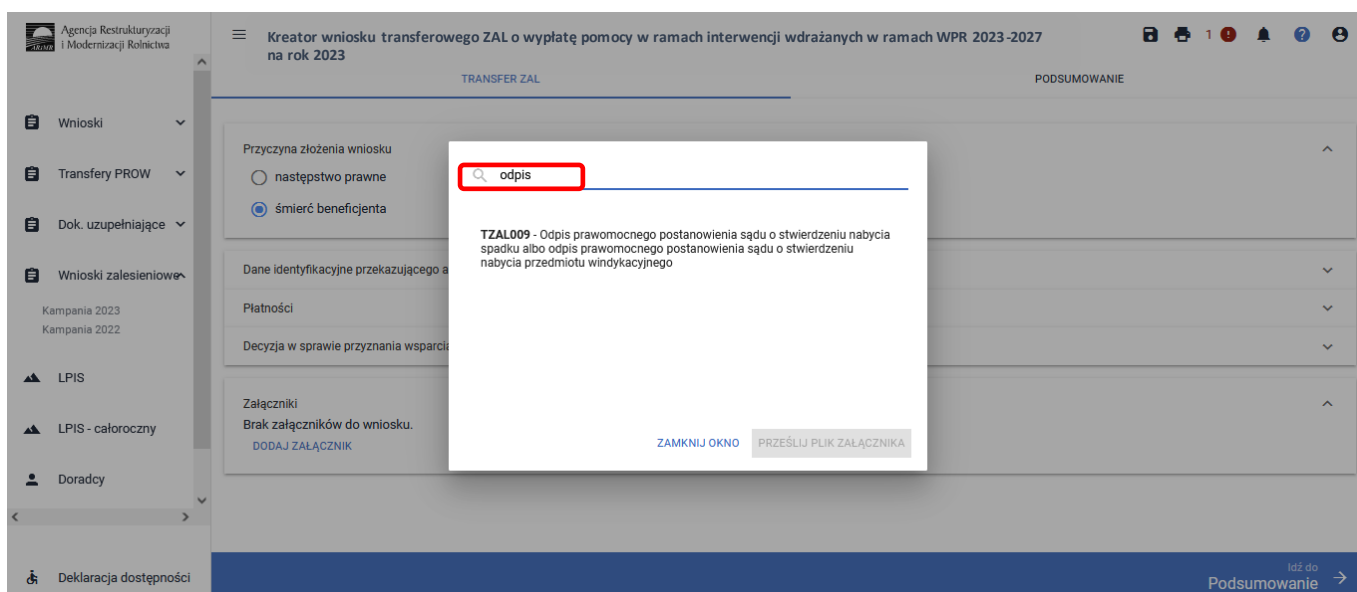 Agencja Restrukturyzacji
i Modernizacji Rolnictwa
ARiMR
Kreator wniosku transferowego ZAL o wypłatę pomocy w ramach interwencji wdrażanych w ramach WPR 2023-2027
na rok 2023
1
TRANSFER ZAL
PODSUMOWANIE
Wnioski
Transfery PROW
Dok. uzupełniające
Wnioski zalesieniowe
Kampania 2023
Kampania 2022
LPIS
LPIS - całoroczny
Doradcy
Deklaracja dostępności
Przyczyna złożenia wniosku
następstwo prawne
śmierć beneficjenta
Dane identyfikacyjne przekazującego a
Płatności
Decyzja w sprawie przyznania wsparcia
Załączniki
Brak załączników do wniosku.
DODAJ ZAŁĄCZNIK
odpis
TZAL009 - Odpis prawomocnego postanowienia sądu o stwierdzeniu nabycia
spadku albo odpis prawomocnego postanowienia sądu o stwierdzeniu
nabycia przedmiotu windykacyjnego
ZAMKNIJ OKNO
PRZEŚLIJ PLIK ZAŁĄCZNIKA
Idź do
Podsumowanie